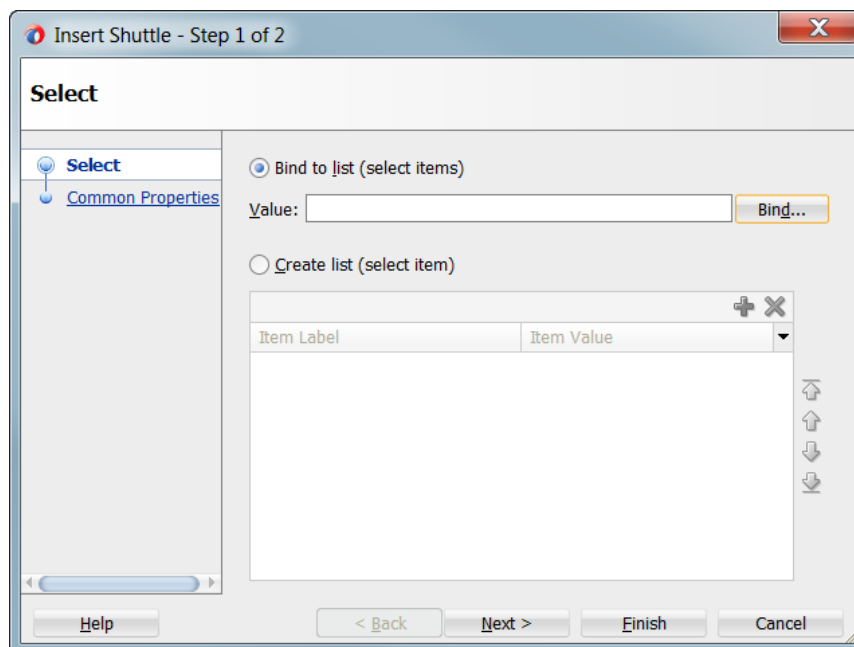 Insert Shuttle - Step 1 of 2
Select
Select
Common Properties
Bind to list (select items)
Value:
Bind...
Create list (select item)
Item Label Item Value
Help < Back Next > Finish Cancel